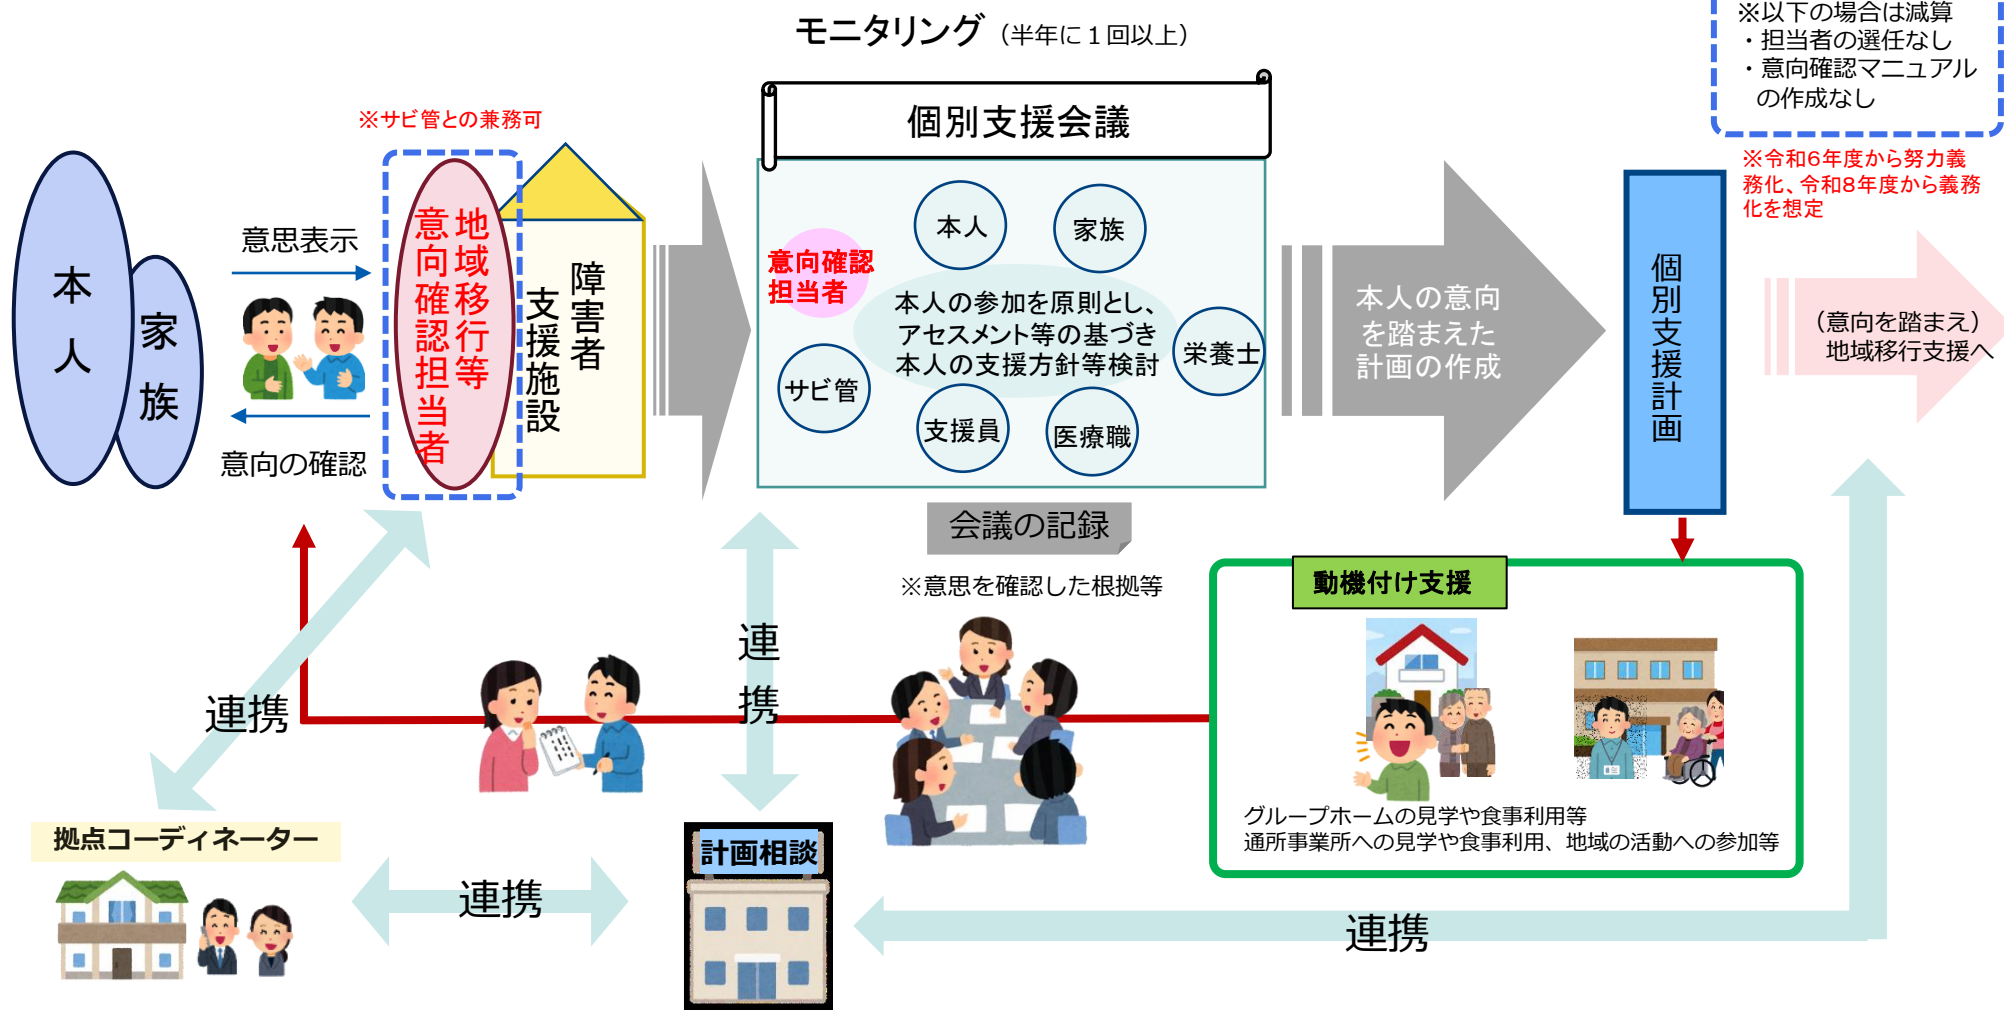 モニタリング（半年に１回以上）
※以下の場合は減算
・担当者の選任なし
・意向確認マニュアル
の作成なし
※サビ管との兼務可
個別支援会議
※令和6年度から努力義
務化、令和8年度から義務
化を想定
本人
家族
意思表示
意向の確認
地域移行等
意向確認担当者
障害者
支援施設
意向確認
担当者
本人
家族
本人の参加を原則とし、
アセスメント等の基づき
本人の支援方針等検討
栄養士
サビ管
支援員
医療職
本人の意向
を踏まえた
計画の作成
個別支援計画
（意向を踏まえ）
地域移行支援へ
会議の記録
※意思を確認した根拠等
動機付け支援
グループホームの見学や食事利用等
通所事業所への見学や食事利用、地域の活動への参加等
連携
連携
拠点コーディネーター
計画相談
連携
連携